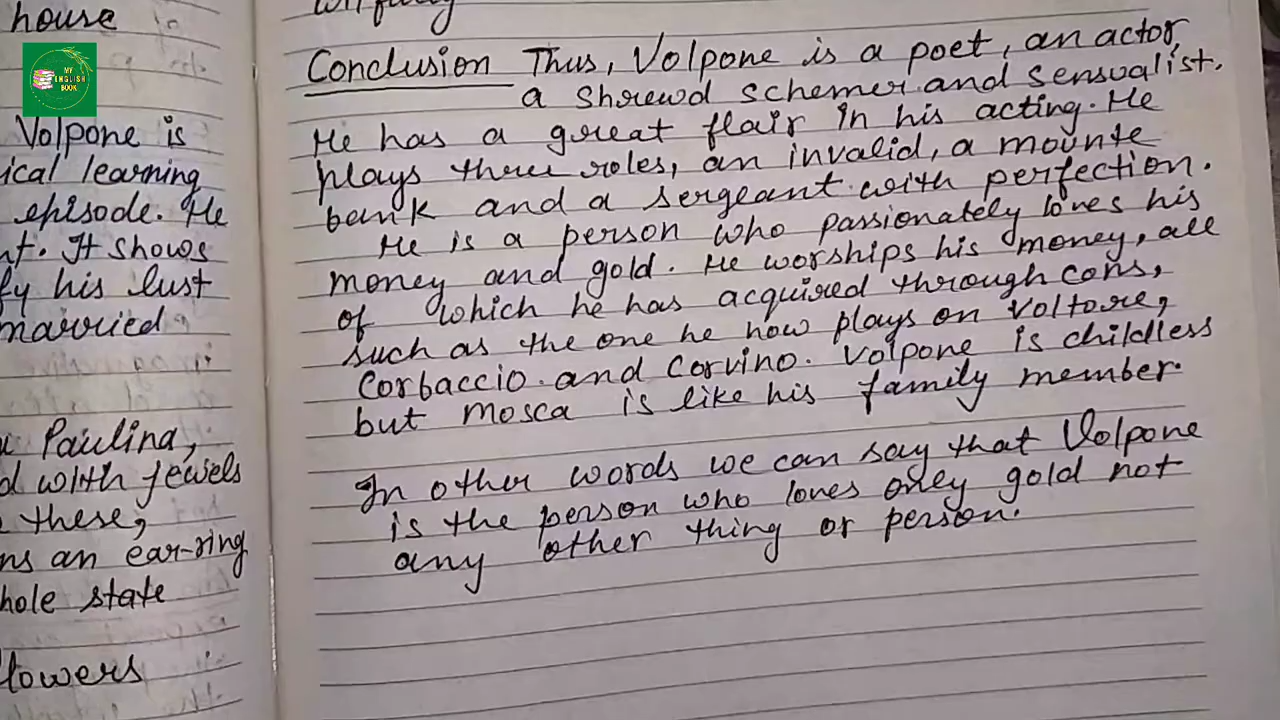 house
Volpone is
ical learning
episode. He
nt. It shows
fy his lust
married
Paulina,
d with jewels
these,
ns an ear-ring
hole state
flowers
MY
ENGLISH
BOOK
wilfully
Conclusion Thus, Volpone is a poet, an actor,
a shrewd schemer and sensualist.
He has a great flair in his acting. He
plays three roles, an invalid, a mounte
bank and a sergeant with perfection.
He is a person who passionately loves his
money and gold. He worships his money, all
of which he has acquired through cons,
such as the one he now plays on Voltore,
Corbaccio and Corvino. Volpone is childless
but Mosca is like his family member.
In other words we can say that Volpone
is the person who loves only gold not
any other thing or person.